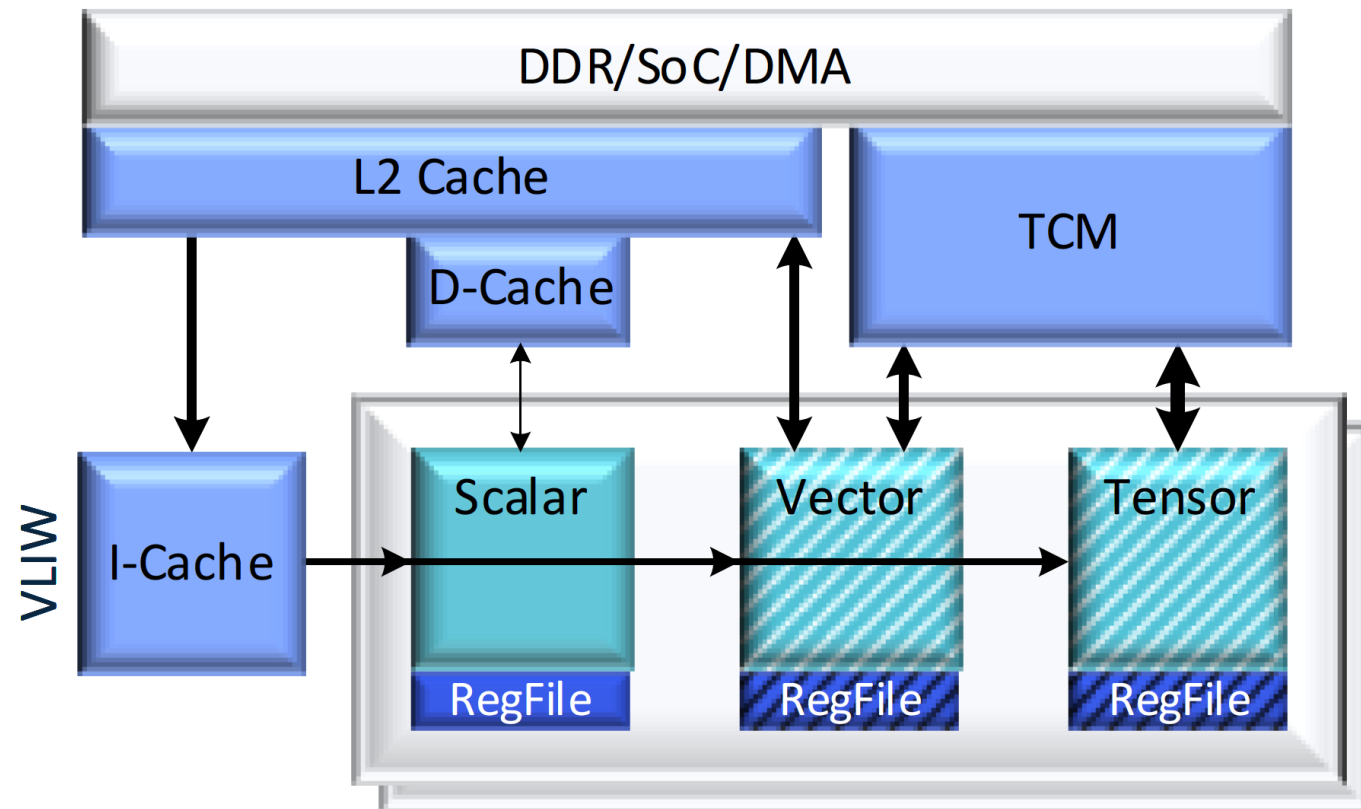 DDR/SoC/DMA
L2 Cache
TCM
D-Cache
VLIW
I-Cache
Scalar
Vector
Tensor
RegFile
RegFile
RegFile